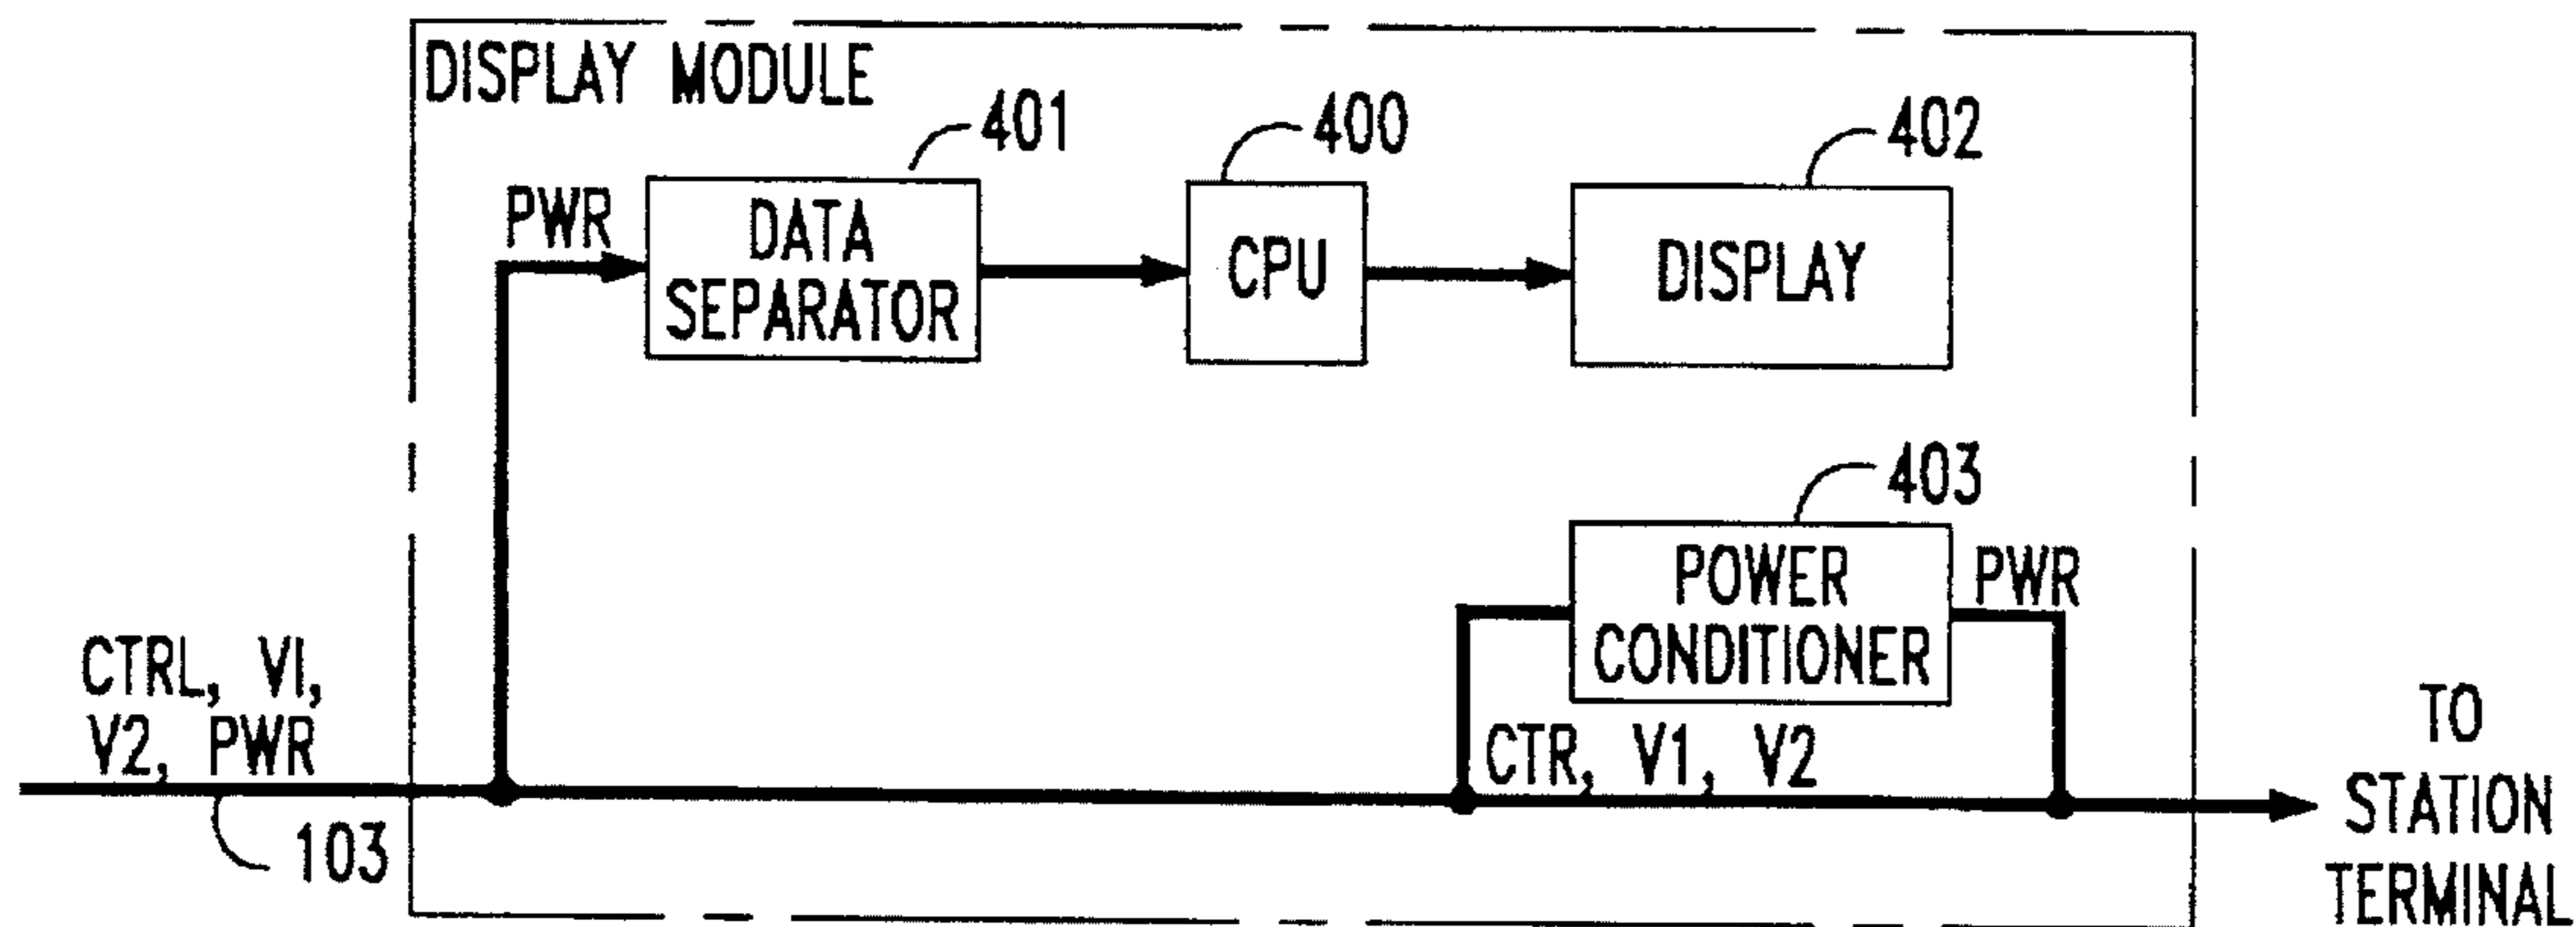 DISPLAY MODULE
401
400
402
PWR
DATA
SEPARATOR
CPU
DISPLAY
403
POWER
CONDITIONER
PWR
CTRL, VI,
V2, PWR
103
CTR, V1, V2
TO
STATION
TERMINAL